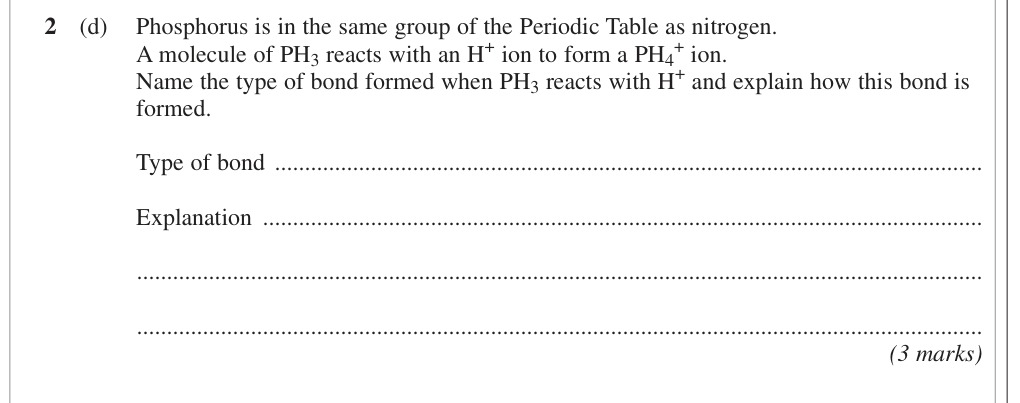 2 (d) Phosphorus is in the same group of the Periodic Table as nitrogen.
A molecule of PH₃ reacts with an H⁺ ion to form a PH₄⁺ ion.
Name the type of bond formed when PH₃ reacts with H⁺ and explain how this bond is
formed.
Type of bond ......................................................................................................................
Explanation ........................................................................................................................
.............................................................................................................................................
.............................................................................................................................................
(3 marks)